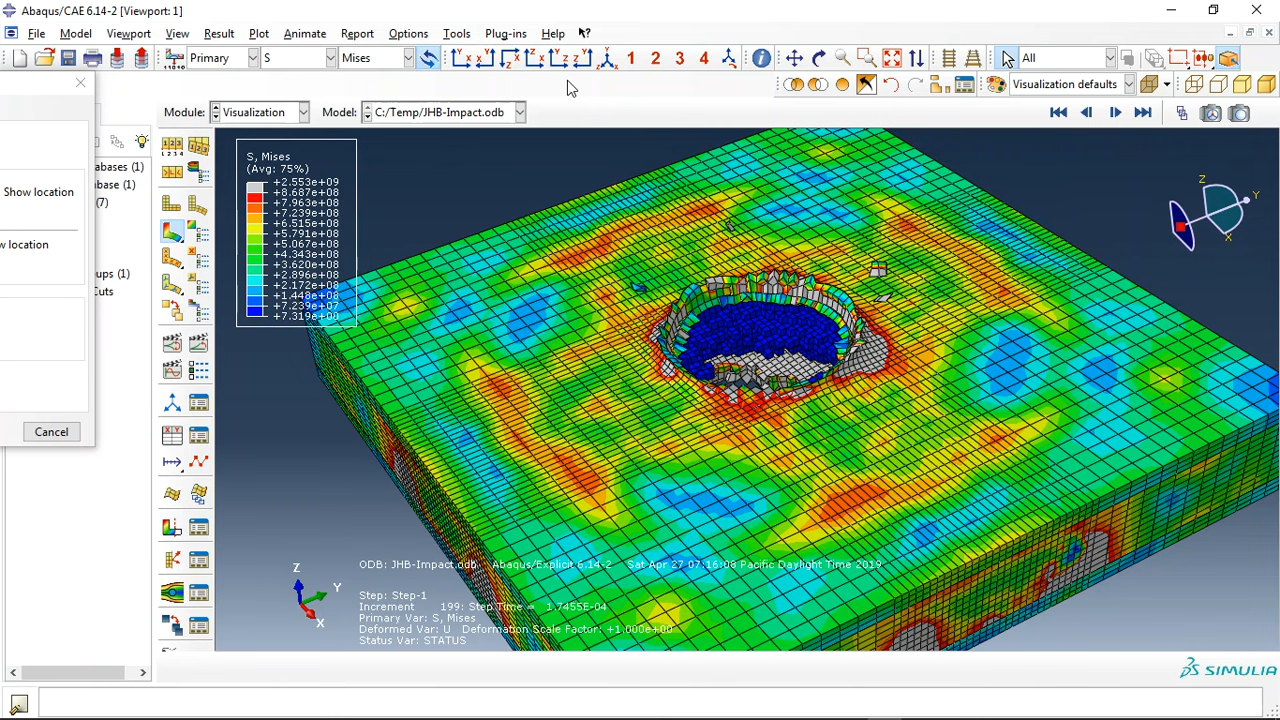 Abaqus/CAE 6.14-2 [Viewport: 1]
File Model Viewport View Result Plot Animate Report Options Tools Plug-ins Help
Primary S Mises 1 2 3 4 All
Visualization defaults
Module: Visualization Model: C:/Temp/JHB-Impact.odb
abases (1)
base (1)
(7)
Show location
w location
ups (1)
Cuts
Cancel
S, Mises
(Avg: 75%)
+2.553e+09
+8.687e+08
+7.963e+08
+7.239e+08
+6.515e+08
+5.791e+08
+5.067e+08
+4.343e+08
+3.620e+08
+2.896e+08
+2.172e+08
+1.448e+08
+7.239e+07
+7.319e+00
Z
Y
X
ODB: JHB-Impact.odb Abaqus/Explicit 6.14-2 Sat Apr 27 07:16:08 Pacific Daylight Time 2019
Z
Y
X
Step: Step-1
Increment 199: Step Time = 1.7455E-04
Primary Var: S, Mises
Deformed Var: U Deformation Scale Factor: +1.000e+00
Status Var: STATUS
SIMULIA